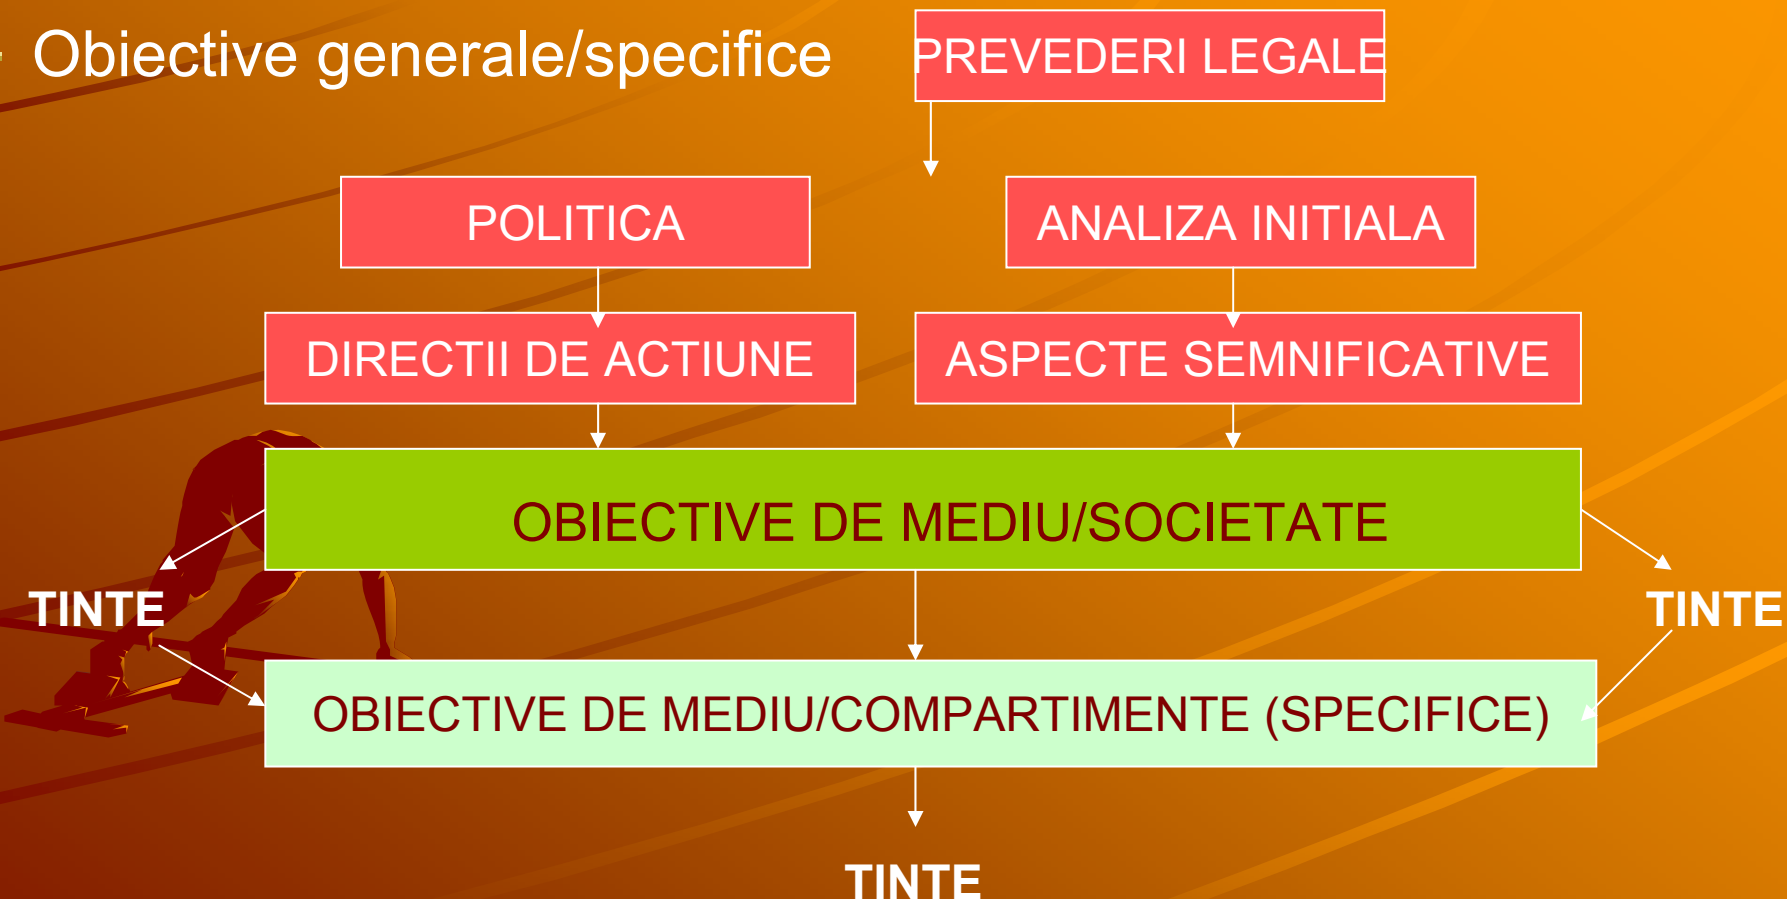 Obiective generale/specifice
PREVEDERI LEGALE
POLITICA
ANALIZA INITIALA
DIRECTII DE ACTIUNE
ASPECTE SEMNIFICATIVE
OBIECTIVE DE MEDIU/SOCIETATE
TINTE
TINTE
OBIECTIVE DE MEDIU/COMPARTIMENTE (SPECIFICE)
TINTE